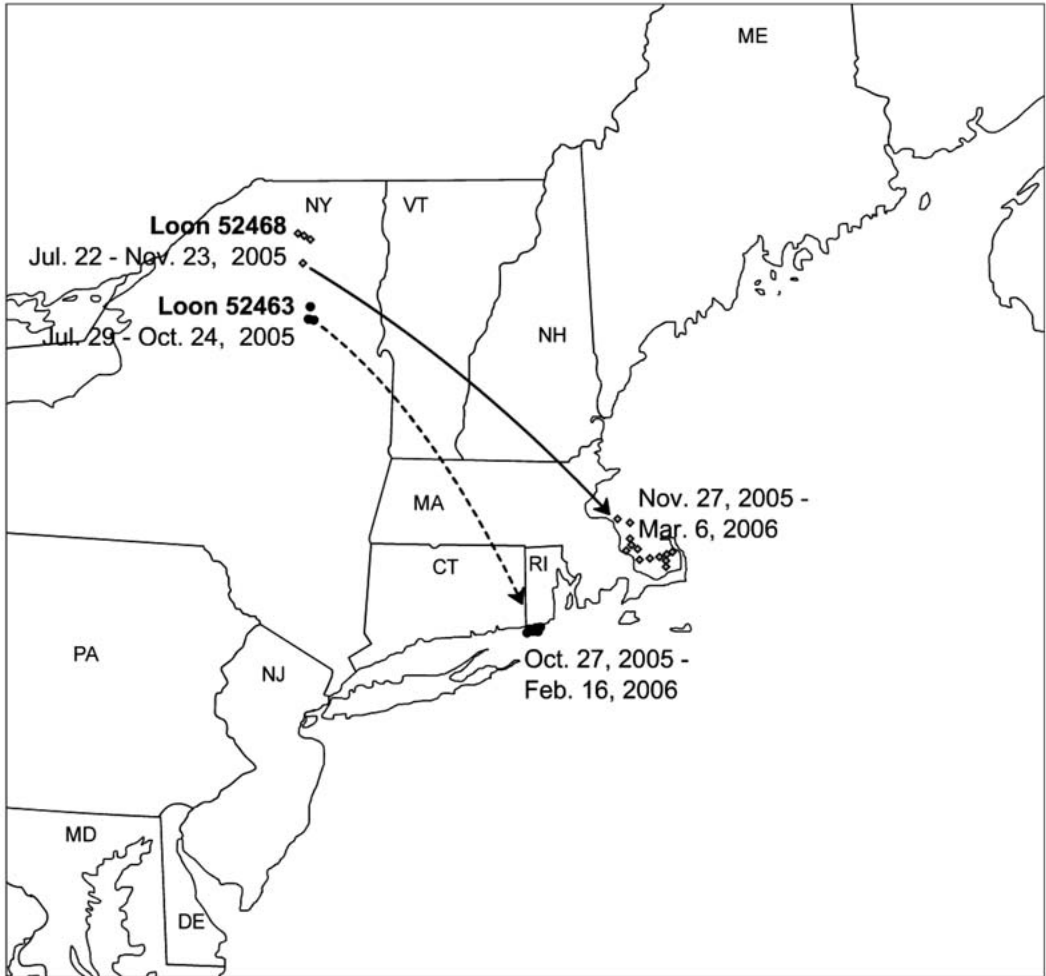 ME
NY
VT
Loon 52468
Jul. 22 - Nov. 23, 2005
Loon 52463
Jul. 29 - Oct. 24, 2005
NH
MA
Nov. 27, 2005 -
Mar. 6, 2006
CT
RI
PA
NJ
Oct. 27, 2005 -
Feb. 16, 2006
MD
DE